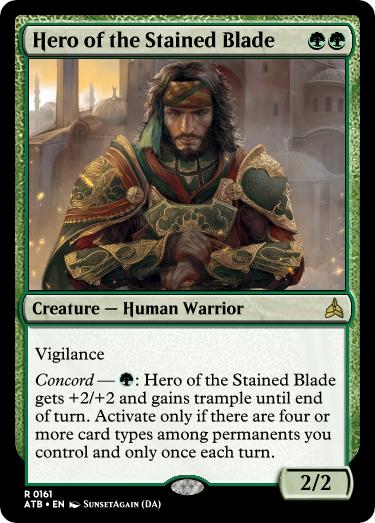 Hero of the Stained Blade
Creature — Human Warrior
Vigilance
Concord — : Hero of the Stained Blade
gets +2/+2 and gains trample until end
of turn. Activate only if there are four or
more card types among permanents you
control and only once each turn.
2/2
R 0161
ATB • EN SunsetAgain (DA)